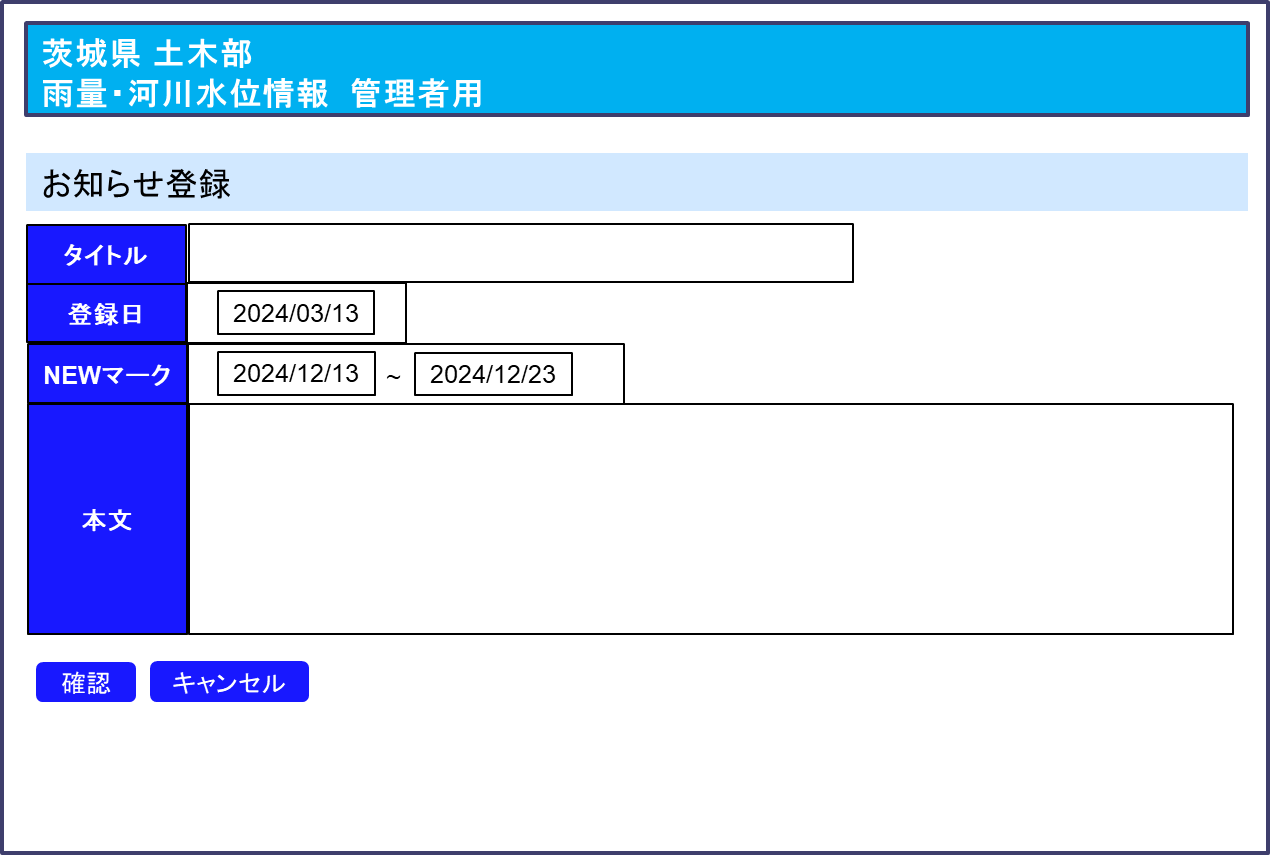 茨城県 土木部
雨量・河川水位情報　管理者用
お知らせ登録
タイトル
登録日 2024/03/13
NEWマーク 2024/12/13 ~ 2024/12/23
本文
確認 キャンセル